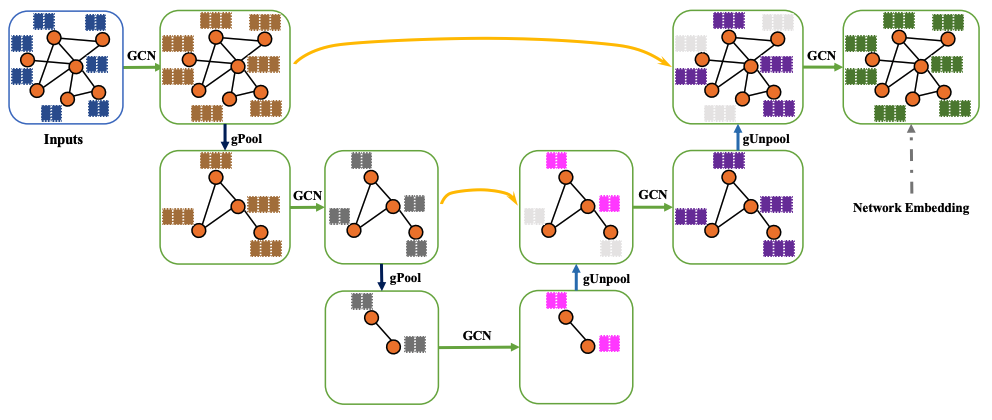 GCN
GCN
Inputs
gPool
gUnpool
GCN
GCN
Network Embedding
gPool
gUnpool
GCN